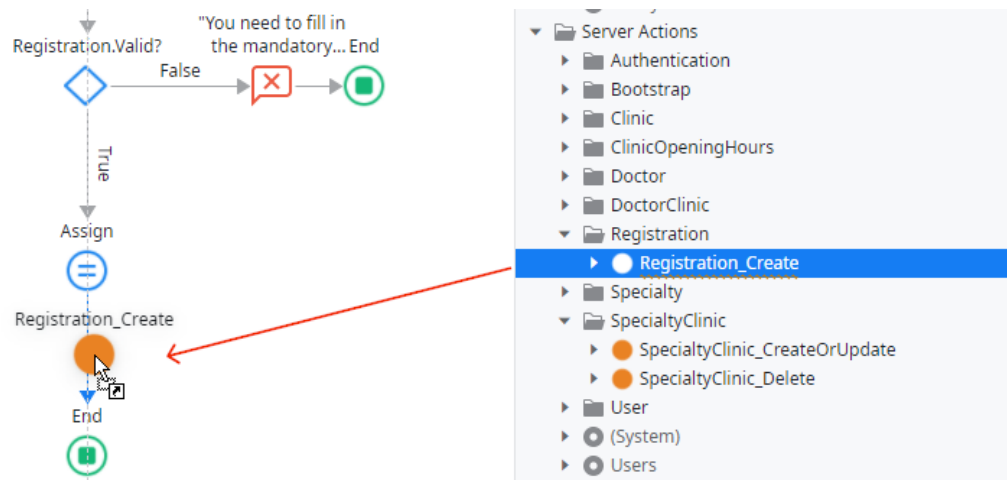 "You need to fill in
Registration.Valid?
the mandatory... End
False
True
Assign
Registration_Create
End
Server Actions
Authentication
Bootstrap
Clinic
ClinicOpeningHours
Doctor
DoctorClinic
Registration
Registration_Create
Specialty
SpecialtyClinic
SpecialtyClinic_CreateOrUpdate
SpecialtyClinic_Delete
User
(System)
Users